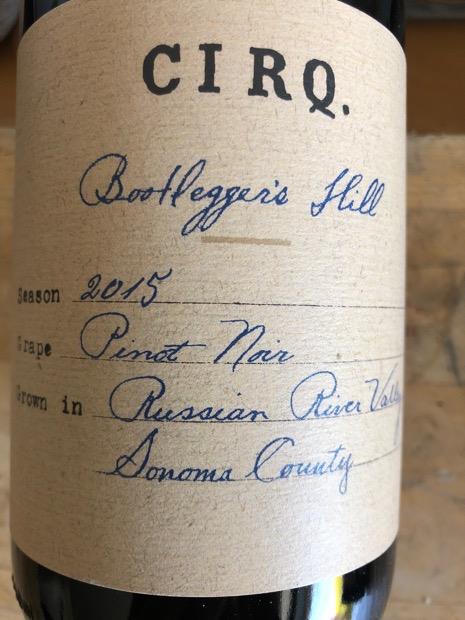 CIRQ.
Bootlegger's Hill
Season 2015
Grape Pinot Noir
Grown in Russian River Valley
Sonoma County